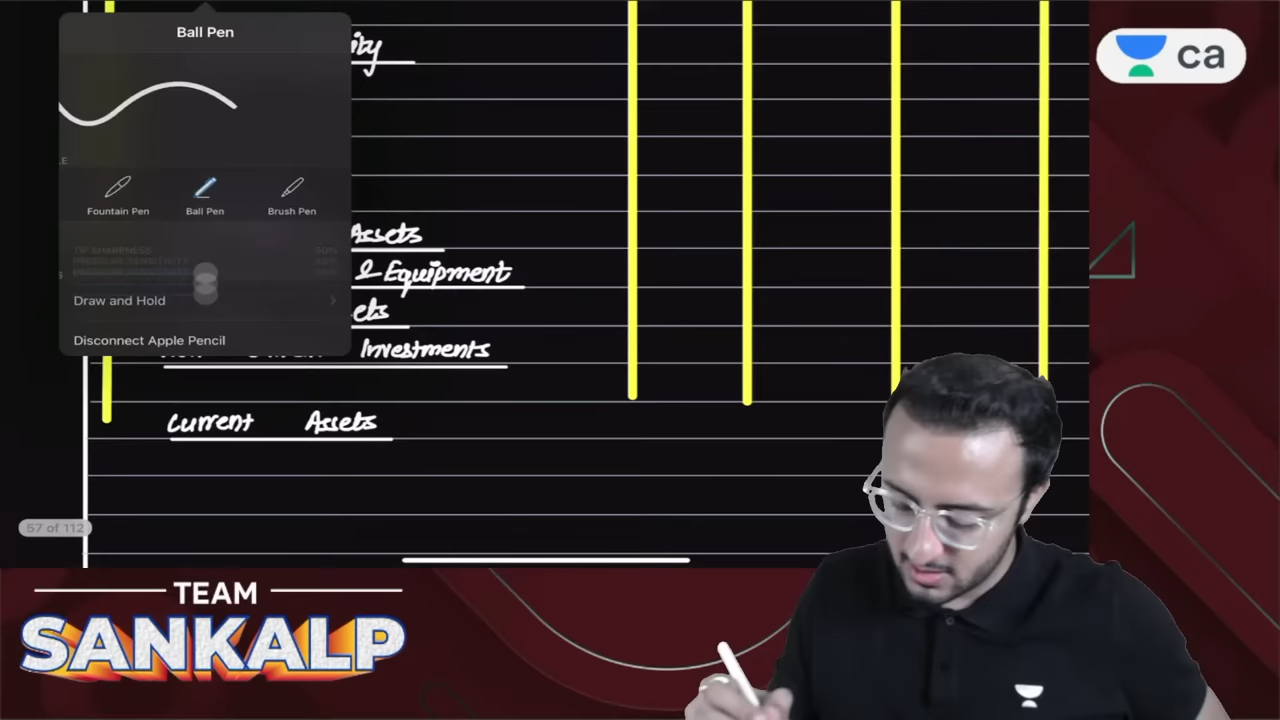 Ball Pen
ity
Fountain Pen
Ball Pen
Brush Pen
Assets
& Equipment
ets
Draw and Hold
Disconnect Apple Pencil
Investments
Current Assets
57 of 112
TEAM
SANKALP
ca